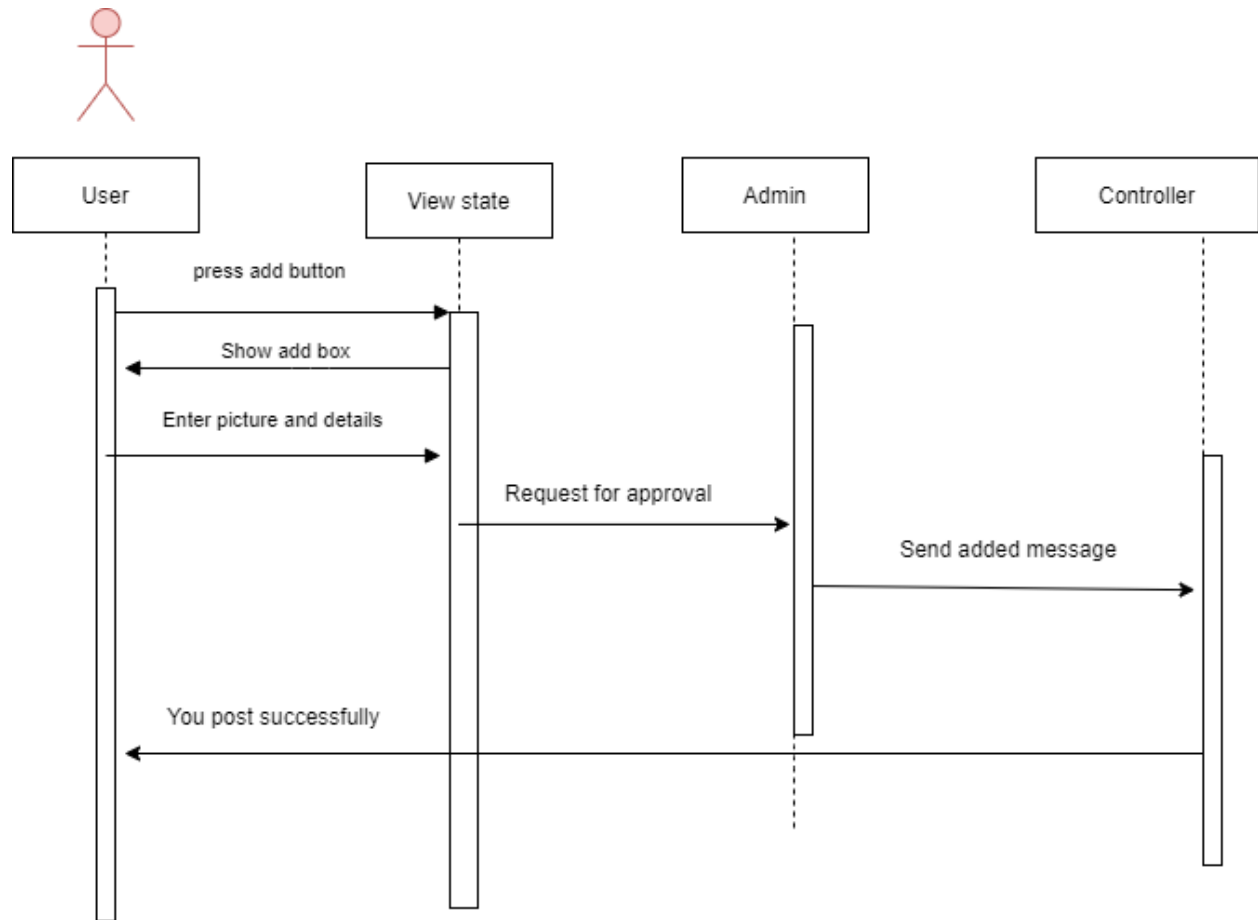 User
View state
Admin
Controller
press add button
Show add box
Enter picture and details
Request for approval
Send added message
You post successfully